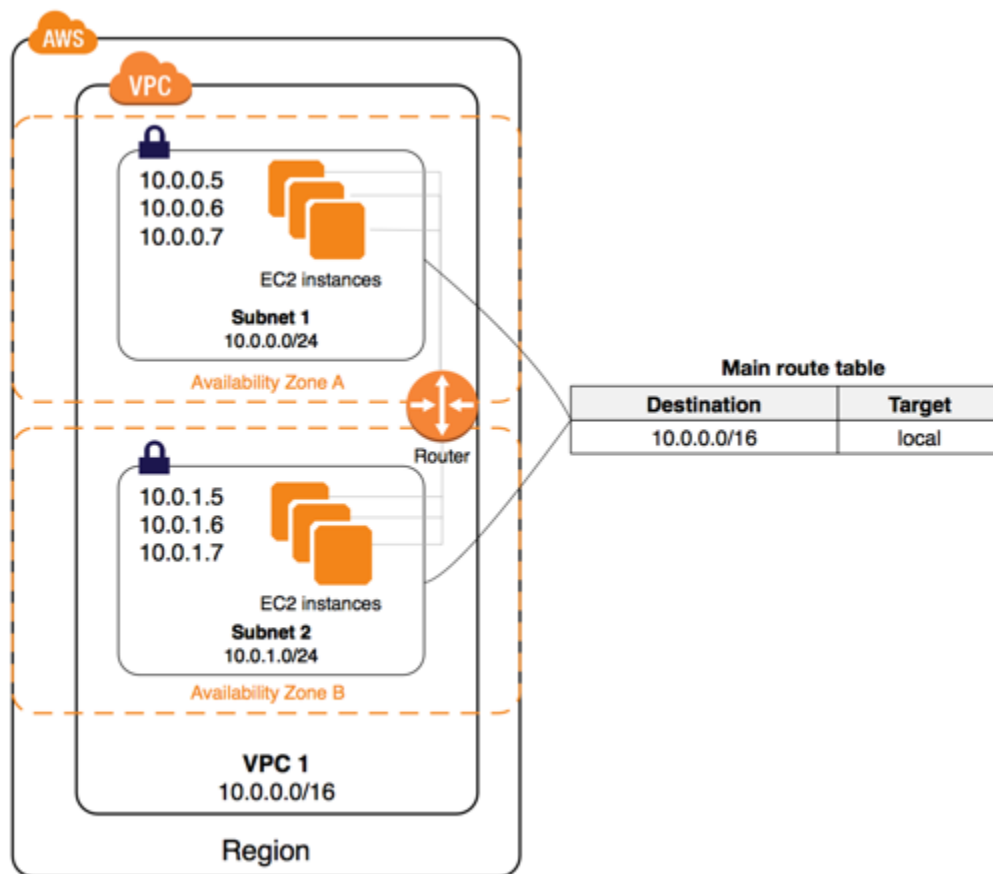 AWS
VPC
10.0.0.5
10.0.0.6
10.0.0.7
EC2 instances
Subnet 1
10.0.0.0/24
Availability Zone A
Router
10.0.1.5
10.0.1.6
10.0.1.7
EC2 instances
Subnet 2
10.0.1.0/24
Availability Zone B
VPC 1
10.0.0.0/16
Region
Main route table
Destination Target
10.0.0.0/16 local